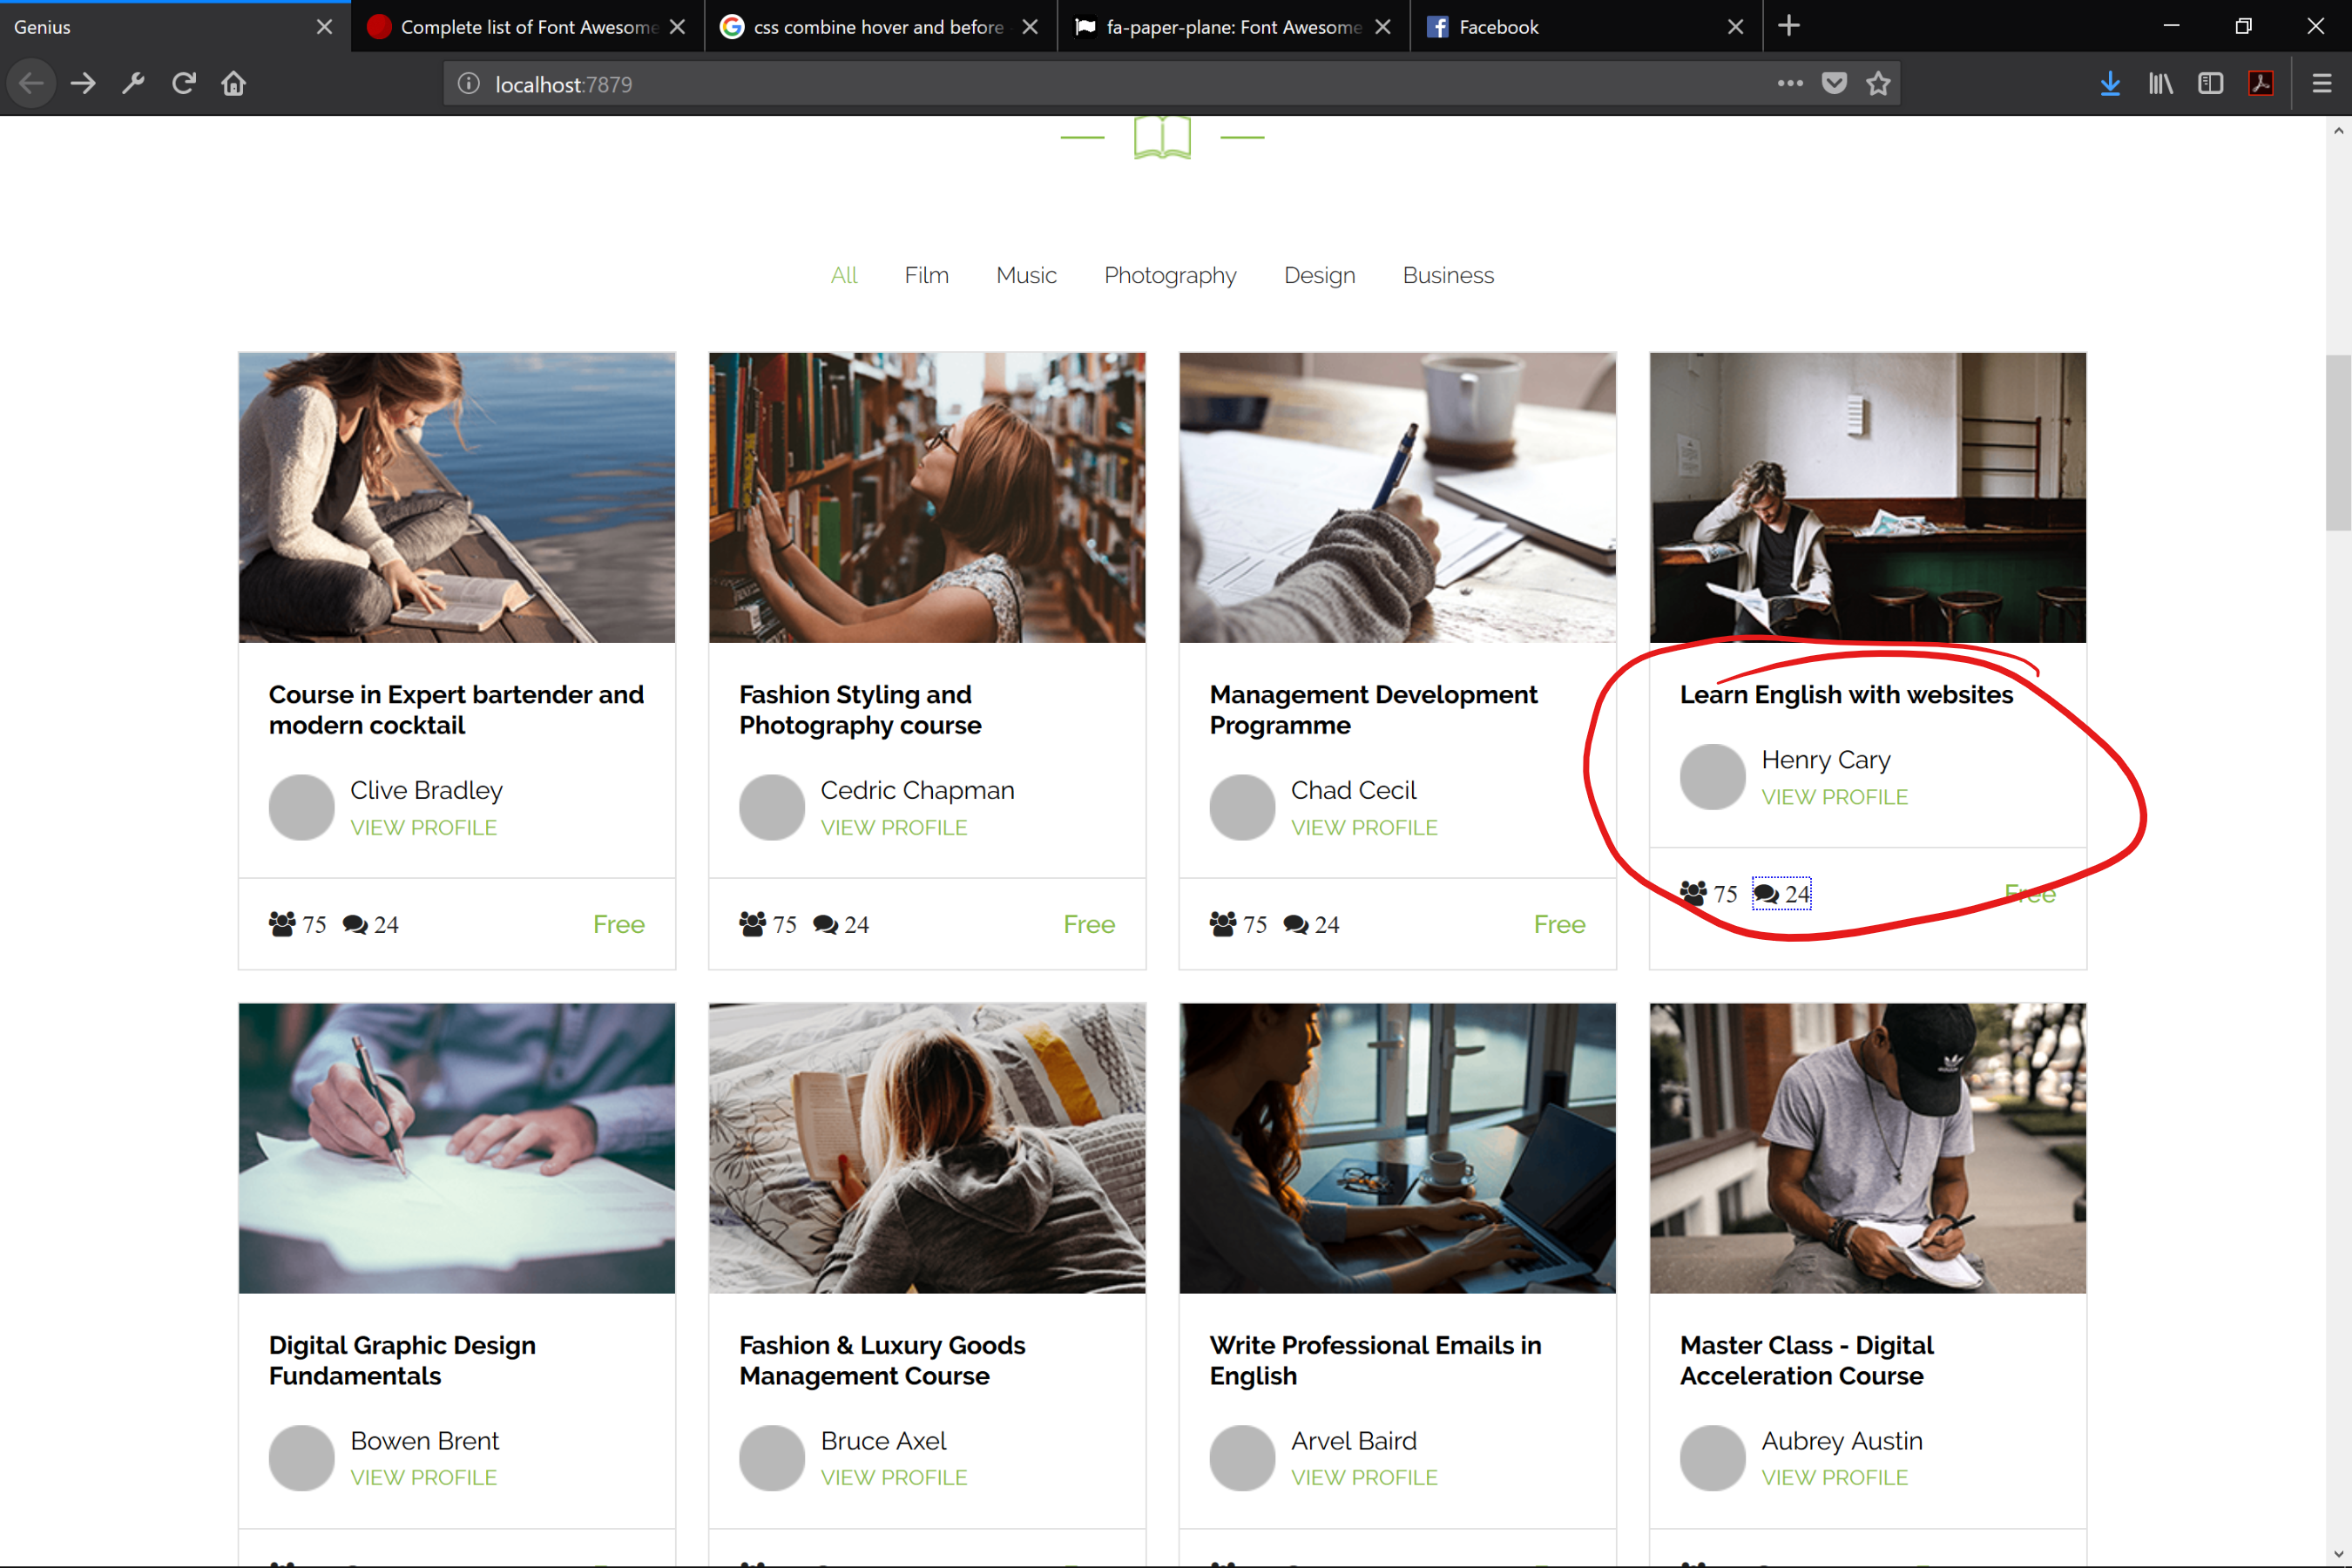 Genius
Complete list of Font Awesome
css combine hover and before
fa-paper-plane: Font Awesome
Facebook
localhost:7879
All Film Music Photography Design Business
Course in Expert bartender and
modern cocktail
Clive Bradley
VIEW PROFILE
75 24 Free
Fashion Styling and
Photography course
Cedric Chapman
VIEW PROFILE
75 24 Free
Management Development
Programme
Chad Cecil
VIEW PROFILE
75 24 Free
Learn English with websites
Henry Cary
VIEW PROFILE
75 24 Free
Digital Graphic Design
Fundamentals
Bowen Brent
VIEW PROFILE
Fashion & Luxury Goods
Management Course
Bruce Axel
VIEW PROFILE
Write Professional Emails in
English
Arvel Baird
VIEW PROFILE
Master Class - Digital
Acceleration Course
Aubrey Austin
VIEW PROFILE